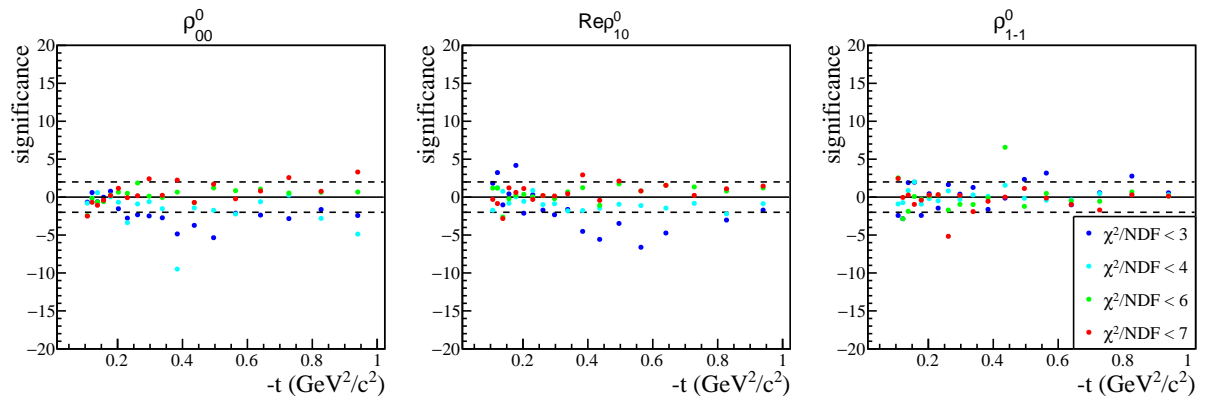 ρ⁰₀₀
significance
20
15
10
5
0
−5
−10
−15
−20
0.2 0.4 0.6 0.8 1
-t (GeV²/c²)
Reρ⁰₁₀
significance
20
15
10
5
0
−5
−10
−15
−20
0.2 0.4 0.6 0.8 1
-t (GeV²/c²)
ρ⁰₁₋₁
significance
20
15
10
5
0
−5
−10
−15
−20
0.2 0.4 0.6 0.8 1
-t (GeV²/c²)
χ²/NDF < 3
χ²/NDF < 4
χ²/NDF < 6
χ²/NDF < 7